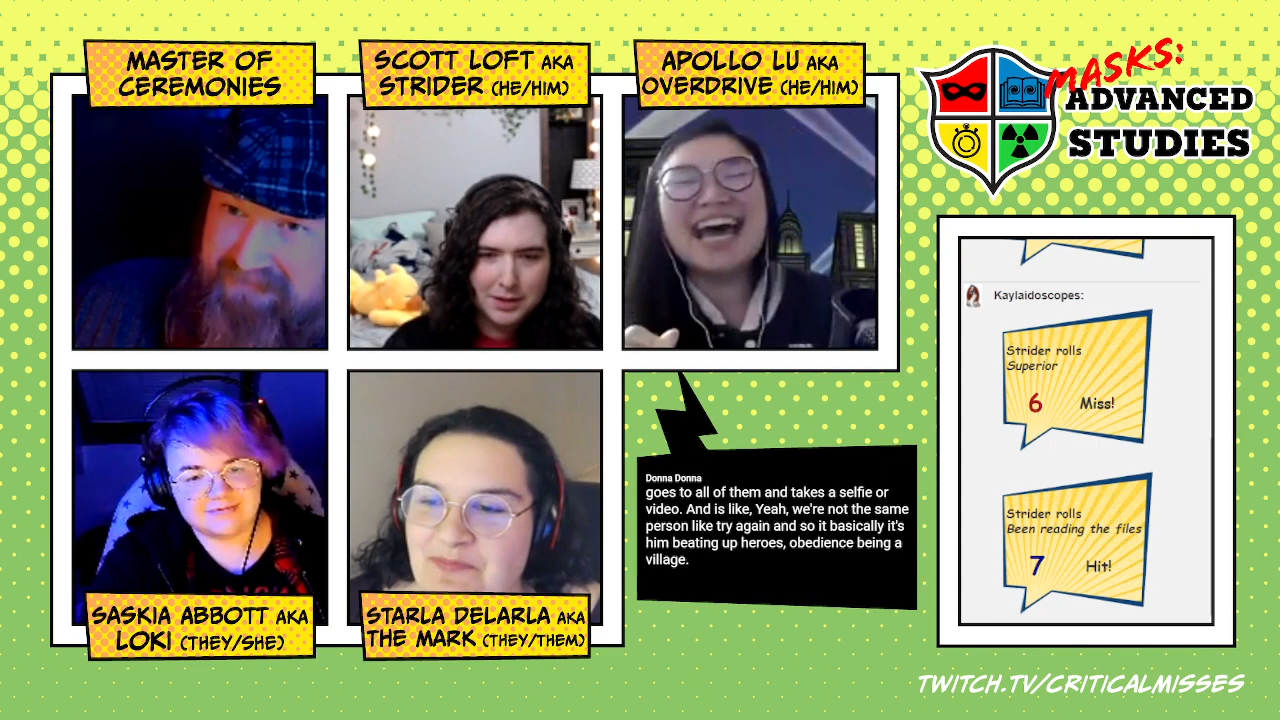 MASTER OF
CEREMONIES
SCOTT LOFT AKA
STRIDER (HE/HIM)
APOLLO LU AKA
OVERDRIVE (HE/HIM)
MASKS:
ADVANCED
STUDIES
Kaylaidoscopes:
Strider rolls
Superior
6 Miss!
Strider rolls
Been reading the files
7 Hit!
Donna Donna
goes to all of them and takes a selfie or
video. And is like, Yeah, we're not the same
person like try again and so it basically it's
him beating up heroes, obedience being a
village.
SASKIA ABBOTT AKA
LOKI (THEY/SHE)
STARLA DELARLA AKA
THE MARK (THEY/THEM)
TWITCH.TV/CRITICALMISSES